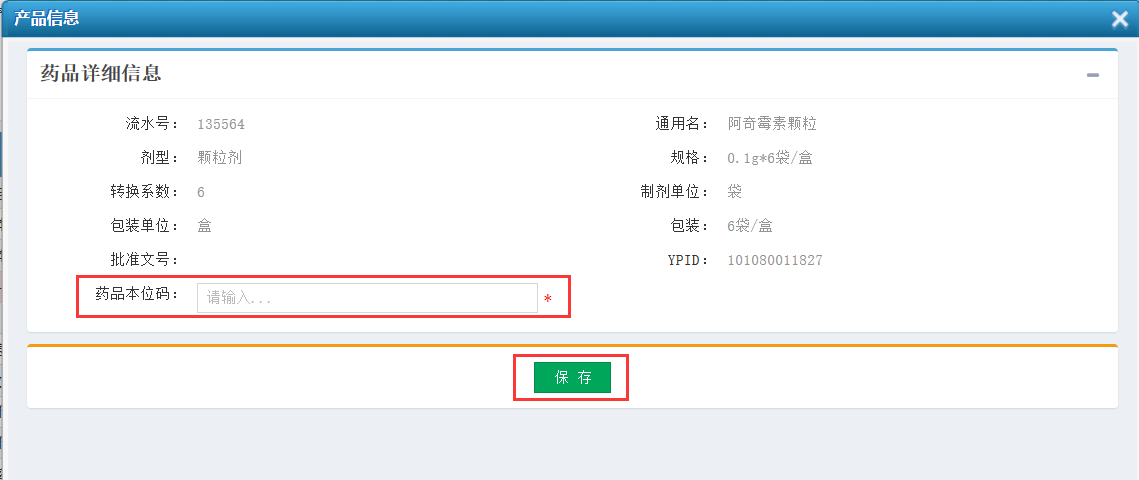 产品信息
药品详细信息
流水号： 135564 通用名： 阿奇霉素颗粒
剂型： 颗粒剂 规格： 0.1g*6袋/盒
转换系数： 6 制剂单位： 袋
包装单位： 盒 包装： 6袋/盒
批准文号： YPID： 101080011827
药品本位码： 请输入... *
保 存